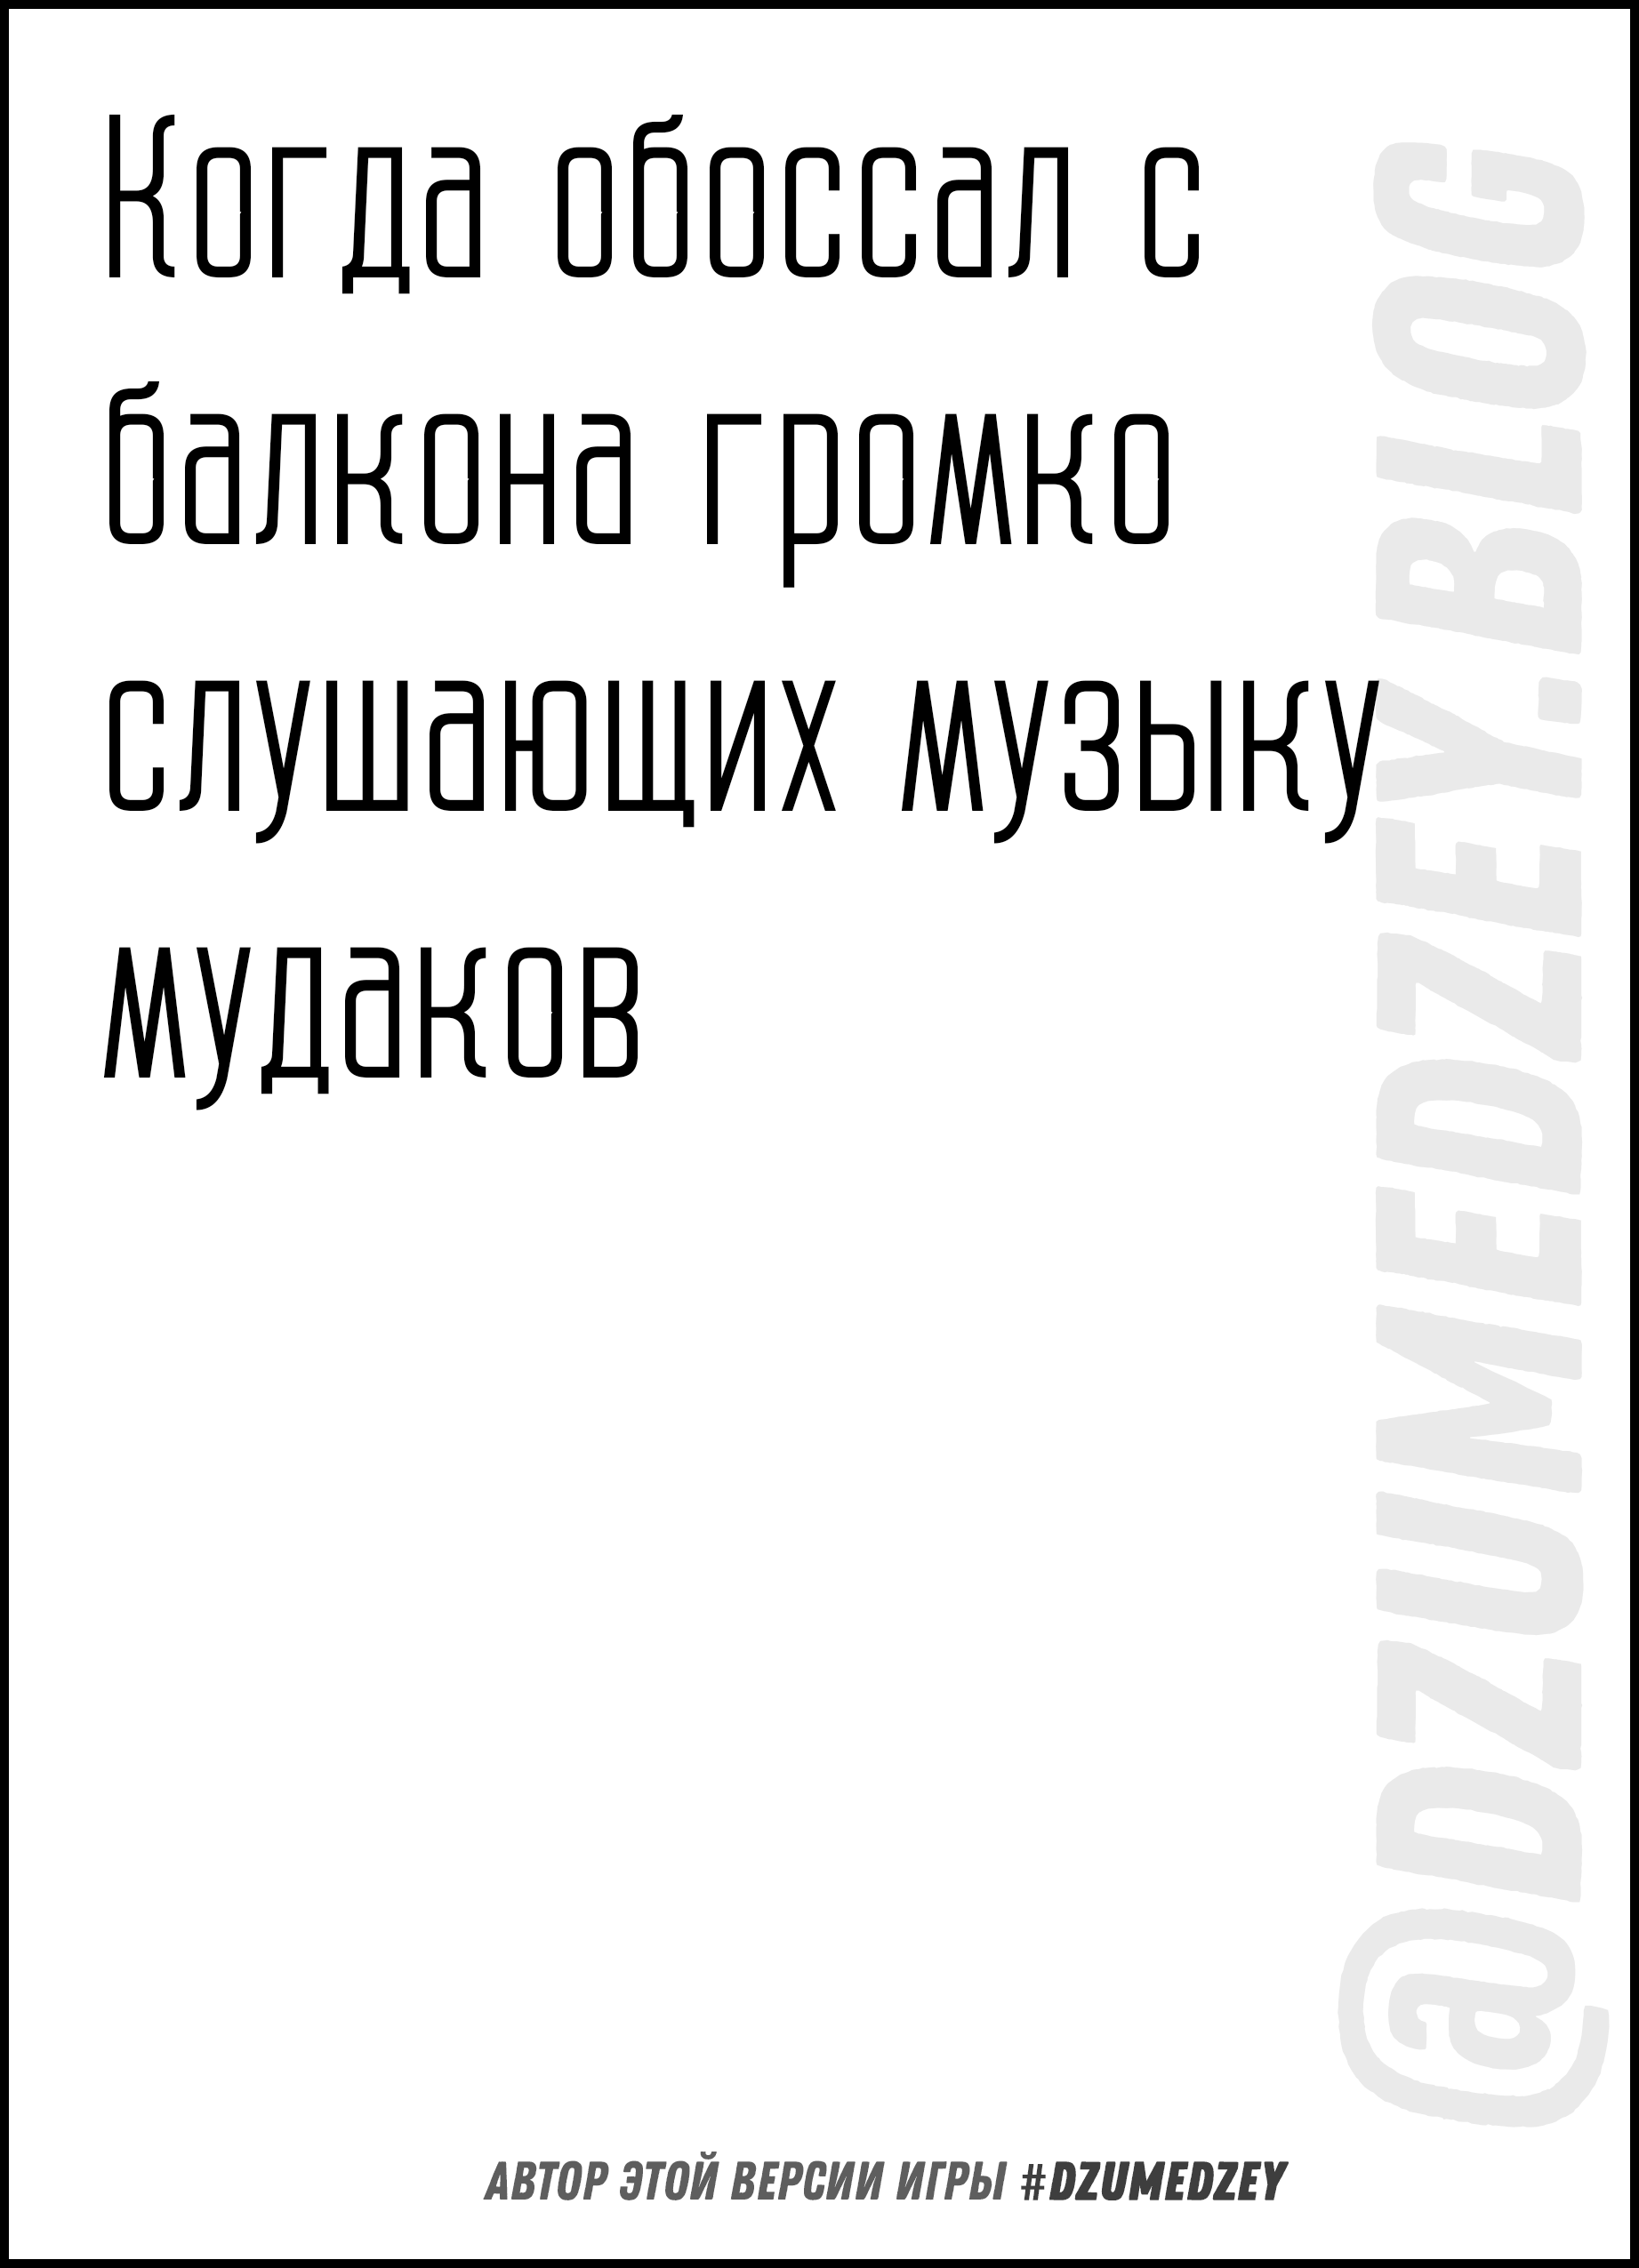 Когда обоссал с
балкона громко
слушающих музыку
мудаков
@DZUMEDZEY.BLOG
АВТОР ЭТОЙ ВЕРСИИ ИГРЫ #DZUMEDZEY